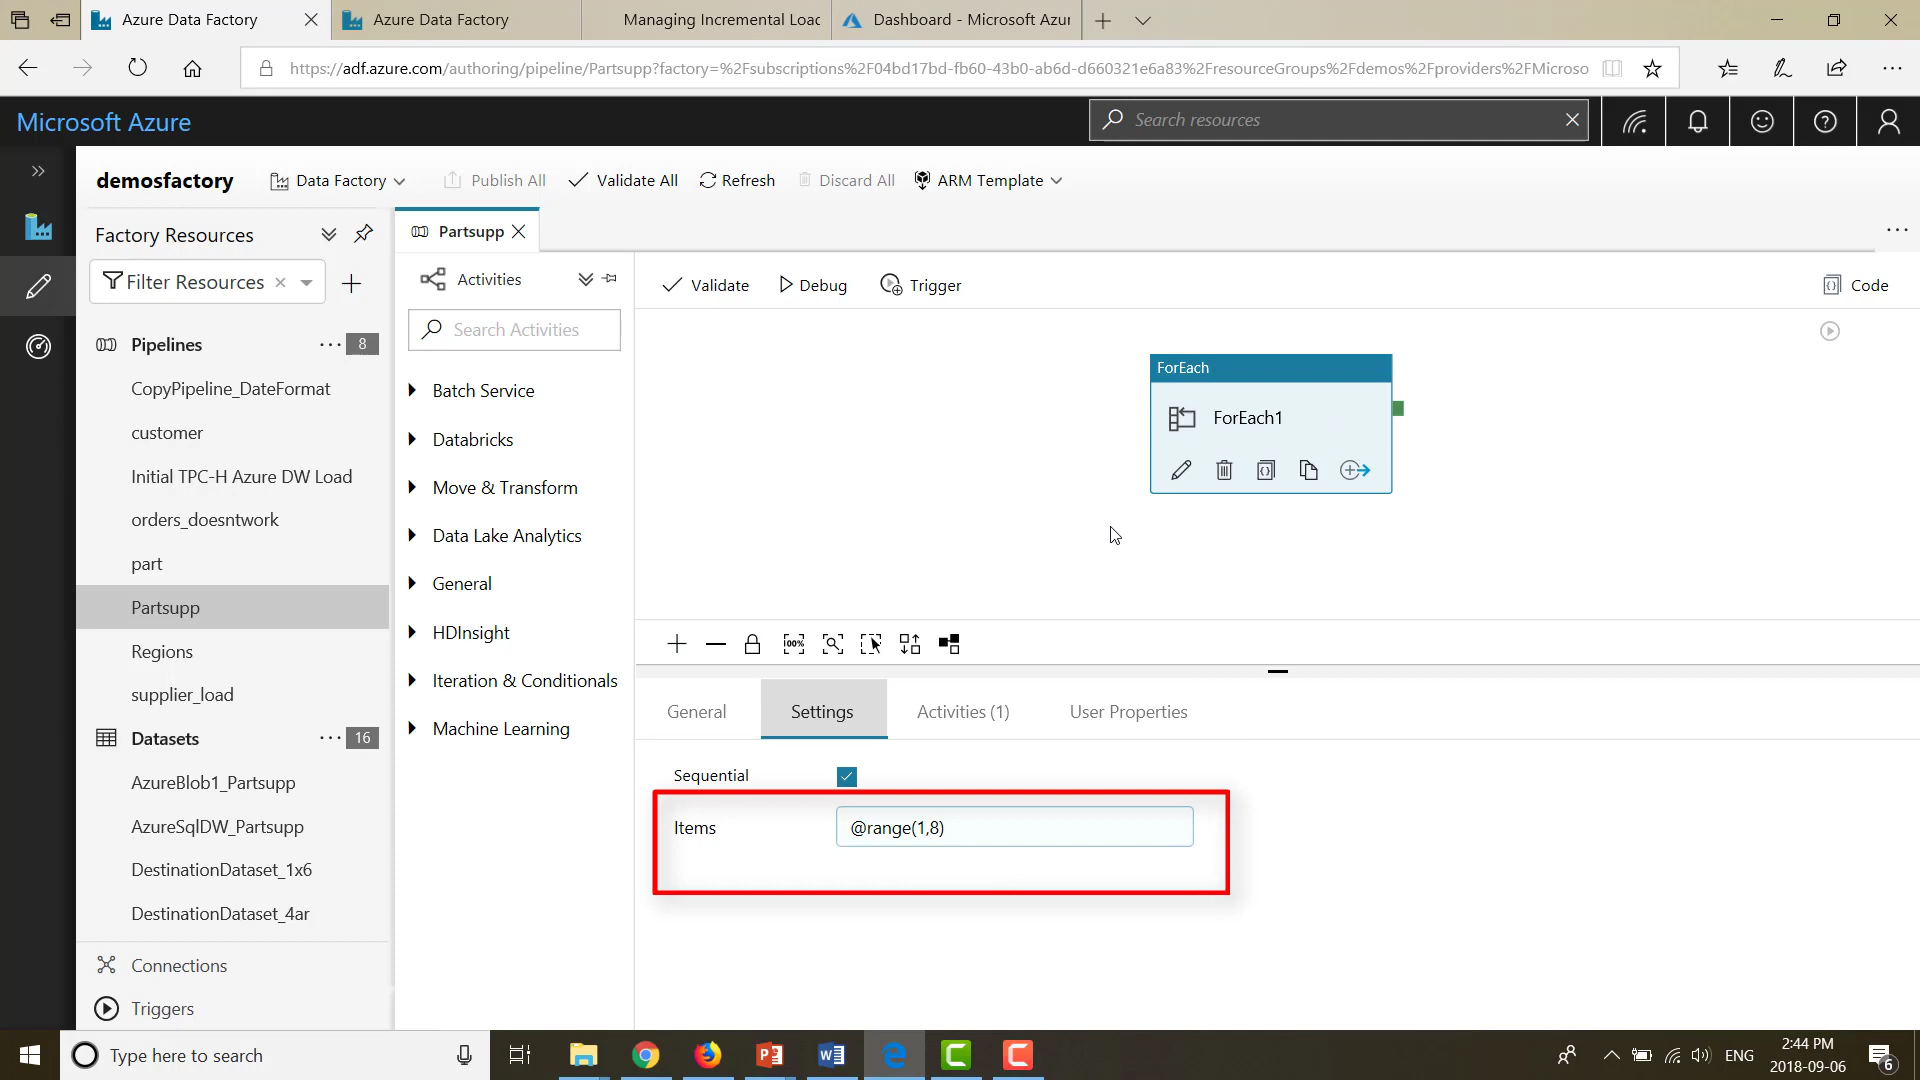 Azure Data Factory
Azure Data Factory
Managing Incremental Loac
Dashboard - Microsoft Azur
https://adf.azure.com/authoring/pipeline/Partsupp?factory=%2Fsubscriptions%2F04bd17bd-fb60-43b0-ab6d-d660321e6a83%2FresourceGroups%2Fdemos%2Fproviders%2FMicroso
Microsoft Azure
Search resources
demosfactory
Data Factory
Publish All
Validate All
Refresh
Discard All
ARM Template
Factory Resources
Filter Resources
Pipelines
8
CopyPipeline_DateFormat
customer
Initial TPC-H Azure DW Load
orders_doesntwork
part
Partsupp
Regions
supplier_load
Datasets
16
AzureBlob1_Partsupp
AzureSqlDW_Partsupp
DestinationDataset_1x6
DestinationDataset_4ar
Connections
Triggers
Partsupp
Activities
Search Activities
Batch Service
Databricks
Move & Transform
Data Lake Analytics
General
HDInsight
Iteration & Conditionals
Machine Learning
Validate
Debug
Trigger
Code
ForEach
ForEach1
100%
General
Settings
Activities (1)
User Properties
Sequential
Items
@range(1,8)
Type here to search
ENG
2:44 PM
2018-09-06
6